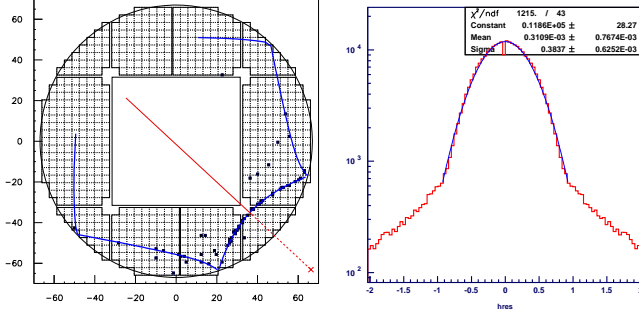 χ²/ndf 1215. / 43
Constant 0.1186E+05 ± 28.27
Mean 0.3109E-03 ± 0.7674E-03
Sigma 0.3837 ± 0.6252E-03
60
40
20
0
−20
−40
−60
−60 −40 −20 0 20 40 60
10⁴
10³
10²
-2 -1.5 -1 -0.5 0 0.5 1 1.5 2
hres